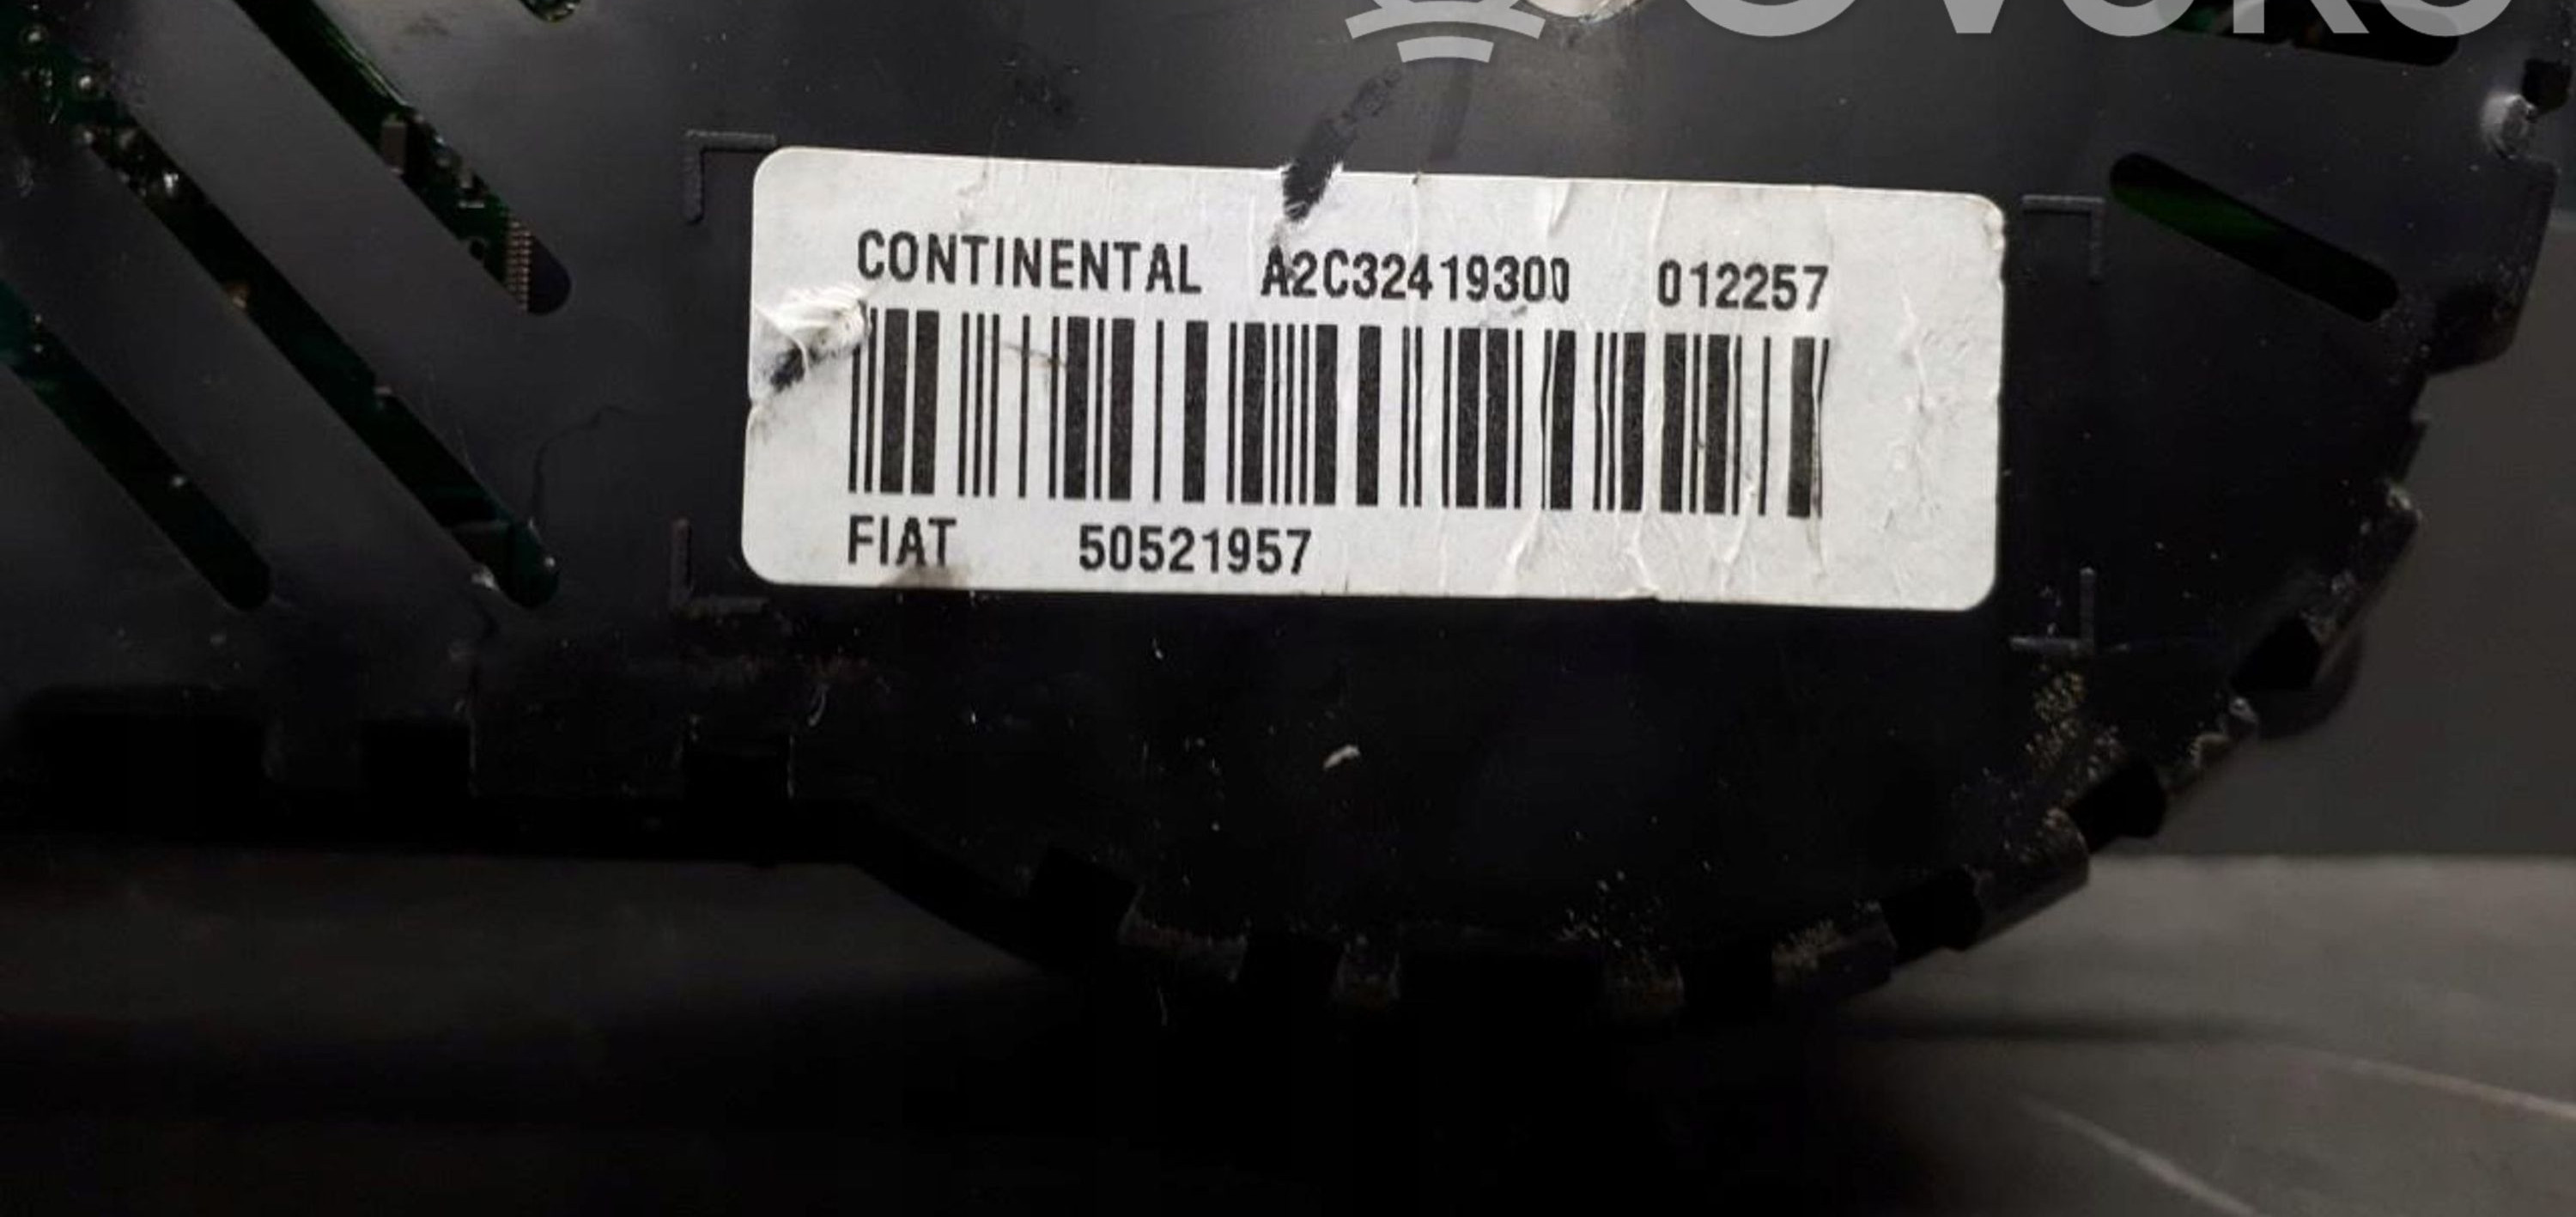 CONTINENTAL A2C32419300 012257
FIAT 50521957